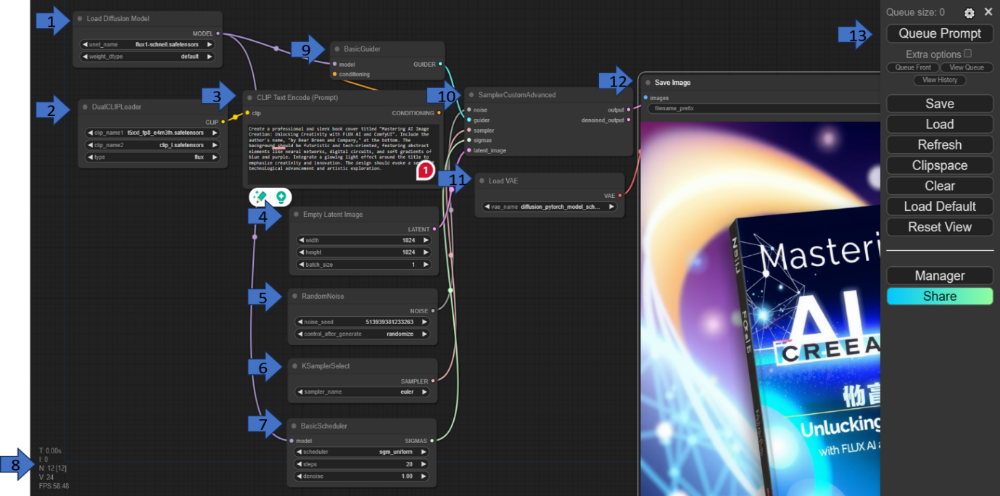 1
Load Diffusion Model
MODEL
unet_name flux1-schnell.safetensors
weight_dtype default
2
DualCLIPLoader
CLIP
clip_name1 t5xxl_fp8_e4m3fn.safetensors
clip_name2 clip_l.safetensors
type flux
3
CLIP Text Encode (Prompt)
clip
CONDITIONING
Create a professional and sleek book cover titled "Mastering AI Image
Creation: Unlocking Creativity with FLUX AI and ComfyUI". Include the
author's name, "by Bear Broen and Company," at the bottom. The
background should be futuristic and tech-oriented, featuring abstract
elements like neural networks, digital circuits, and soft gradients of
blue and purple. Integrate a glowing light effect around the title to
emphasize creativity and innovation. The design should evoke a
technological advancement and artistic exploration.
1
4
Empty Latent Image
LATENT
width 1024
height 1024
batch_size 1
5
RandomNoise
NOISE
noise_seed 513939381233263
control_after_generate randomize
6
KSamplerSelect
SAMPLER
sampler_name euler
7
BasicScheduler
model SIGMAS
scheduler sgm_uniform
steps 20
denoise 1.00
8
T: 0.00s
I: 0
N: 12 [12]
V: 24
FPS:58.48
9
BasicGuider
model GUIDER
conditioning
10
SamplerCustomAdvanced
noise output
guider denoised_output
sampler
sigmas
latent_image
11
Load VAE
VAE
vae_name diffusion_pytorch_model_sch...
12
Save Image
images
filename_prefix
Masteri
AI
CREEA
Unlucking
with FLUX AI a
13
Queue size: 0
Queue Prompt
Extra options
Queue Front View Queue
View History
Save
Load
Refresh
Clipspace
Clear
Load Default
Reset View
Manager
Share